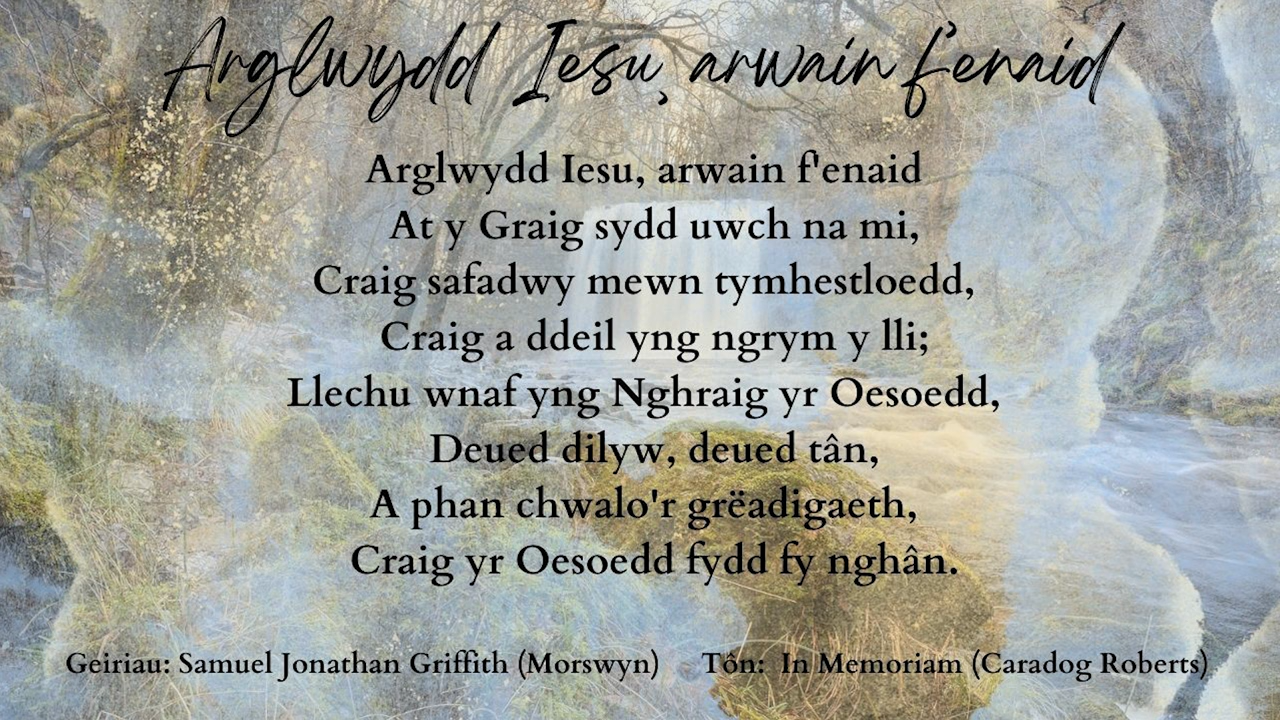 Arglwydd Iesu, arwain f'enaid
Arglwydd Iesu, arwain f'enaid
At y Graig sydd uwch na mi,
Craig safadwy mewn tymhestloedd,
Craig a ddeil yng ngrym y lli;
Llechu wnaf yng Nghraig yr Oesoedd,
Deued dilyw, deued tân,
A phan chwalo'r grëadigaeth,
Craig yr Oesoedd fydd fy nghân.
Geiriau: Samuel Jonathan Griffith (Morswyn) Tôn: In Memoriam (Caradog Roberts)